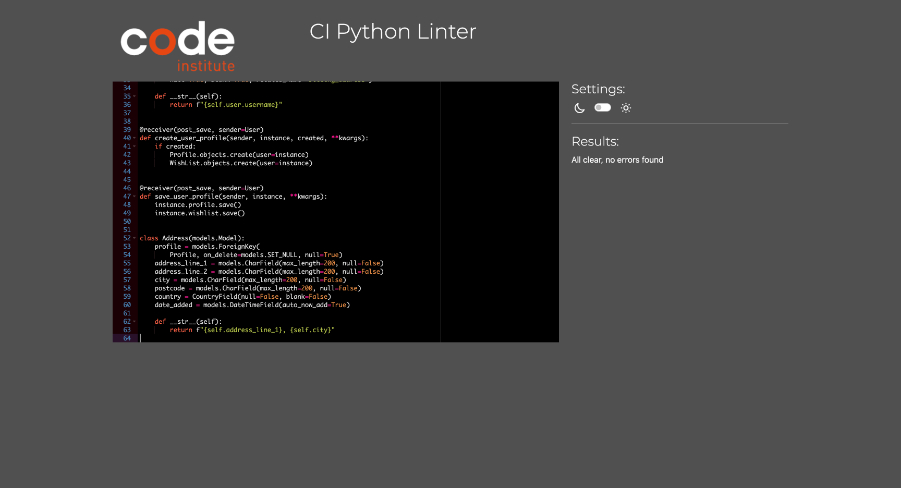 code
institute
CI Python Linter
34
35 def __str__(self):
36 return f"{self.user.username}"
37
38
39 @receiver(post_save, sender=User)
40 def create_user_profile(sender, instance, created, **kwargs):
41 if created:
42 Profile.objects.create(user=instance)
43 WishList.objects.create(user=instance)
44
45
46 @receiver(post_save, sender=User)
47 def save_user_profile(sender, instance, **kwargs):
48 instance.profile.save()
49 instance.wishlist.save()
50
51
52 class Address(models.Model):
53 profile = models.ForeignKey(
54 Profile, on_delete=models.SET_NULL, null=True)
55 address_line_1 = models.CharField(max_length=200, null=False)
56 address_line_2 = models.CharField(max_length=200, null=False)
57 city = models.CharField(max_length=200, null=False)
58 postcode = models.CharField(max_length=200, null=False)
59 country = CountryField(null=False, blank=False)
60 date_added = models.DateTimeField(auto_now_add=True)
61
62 def __str__(self):
63 return f"{self.address_line_1}, {self.city}"
64
Settings:
Results:
All clear, no errors found